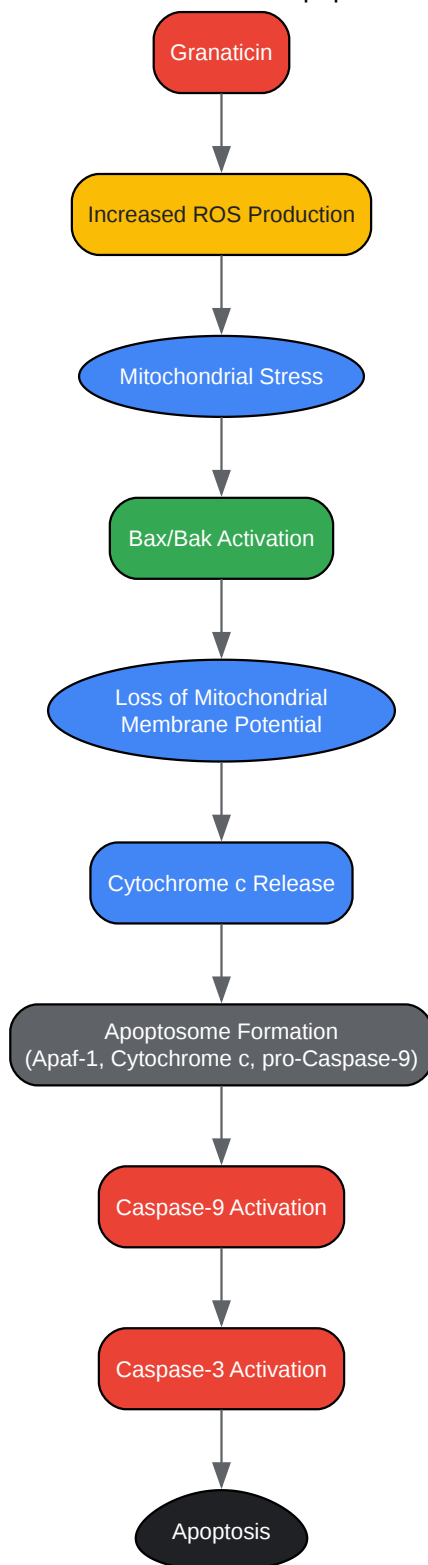 Granaticin
Increased ROS Production
Mitochondrial Stress
Bax/Bak Activation
Loss of Mitochondrial
Membrane Potential
Cytochrome c Release
Apoptosome Formation
(Apaf-1, Cytochrome c, pro-Caspase-9)
Caspase-9 Activation
Caspase-3 Activation
Apoptosis